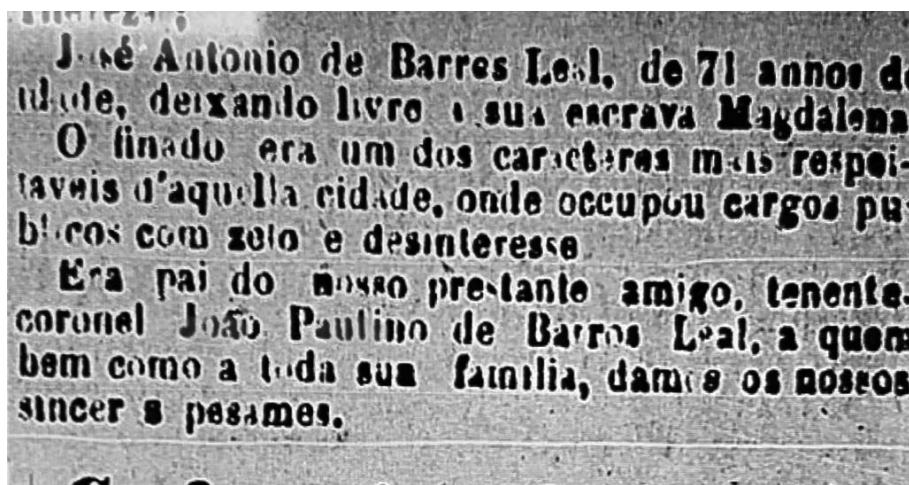 José Antonio de Barros Leal, de 71 annos de
idade, deixando livre a sua escrava Magdalena
O finado era um dos caracteres mais respei-
taveis d'aquella cidade, onde occupou cargos pu-
blicos com zelo e desinteresse
Era pai do nosso prestante amigo, tenente-
coronel João Paulino de Barros Leal, a quem
bem como a toda sua familia, damos os nossos
sinceros pesames.